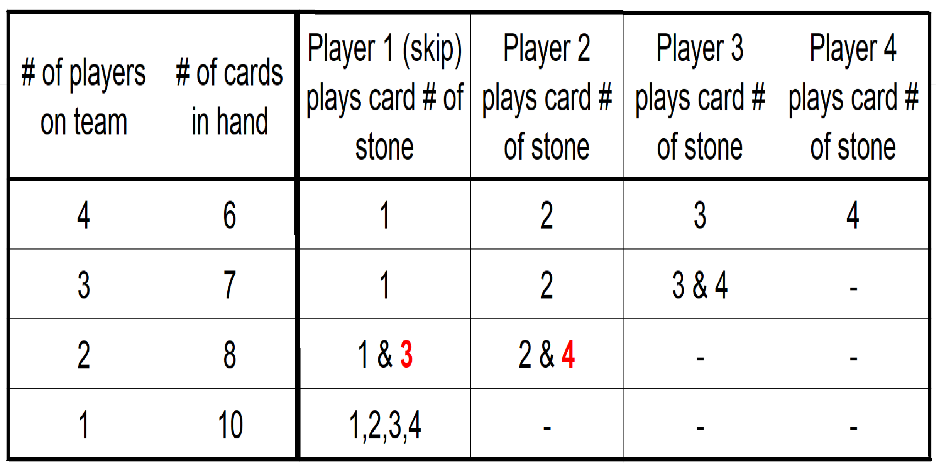 # of players on team | # of cards in hand | Player 1 (skip) plays card # of stone | Player 2 plays card # of stone | Player 3 plays card # of stone | Player 4 plays card # of stone
4 | 6 | 1 | 2 | 3 | 4
3 | 7 | 1 | 2 | 3 & 4 | -
2 | 8 | 1 & 3 | 2 & 4 | - | -
1 | 10 | 1,2,3,4 | - | - | -